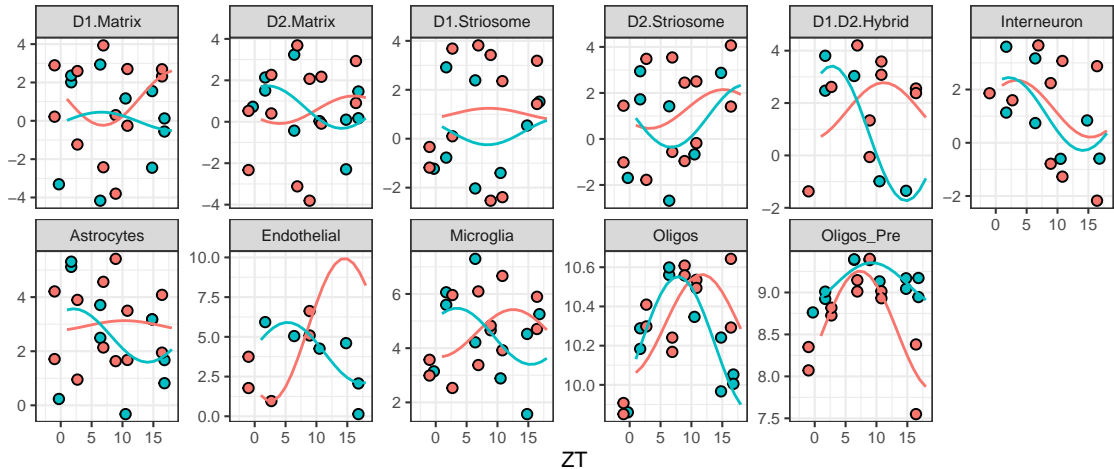 D1.Matrix D2.Matrix D1.Striosome D2.Striosome D1.D2.Hybrid Interneuron
4 2 0 −2 −4
4 2 0 −2 −4
2 0 −2
4 2 0 −2
4 2 0 −2
2 0 −2
0 5 10 15
Astrocytes Endothelial Microglia Oligos Oligos_Pre
6 4 2 0
10.0 7.5 5.0 2.5 0.0
8 6 4 2
10.6 10.3 10.0
9.0 8.5 8.0 7.5
0 5 10 15 0 5 10 15 0 5 10 15 0 5 10 15 0 5 10 15
ZT